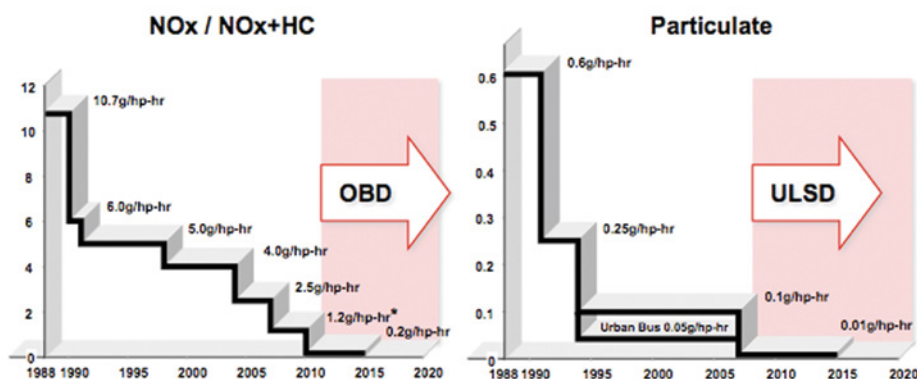 NOx / NOx+HC
12
10
8
6
4
2
0
10.7g/hp-hr
6.0g/hp-hr
5.0g/hp-hr
4.0g/hp-hr
2.5g/hp-hr
1.2g/hp-hr*
0.2g/hp-hr
OBD
1988 1990 1995 2000 2005 2010 2015 2020
Particulate
0.6
0.5
0.4
0.3
0.2
0.1
0
0.6g/hp-hr
0.25g/hp-hr
0.1g/hp-hr
Urban Bus 0.05g/hp-hr
0.01g/hp-hr
ULSD
1988 1990 1995 2000 2005 2010 2015 2020